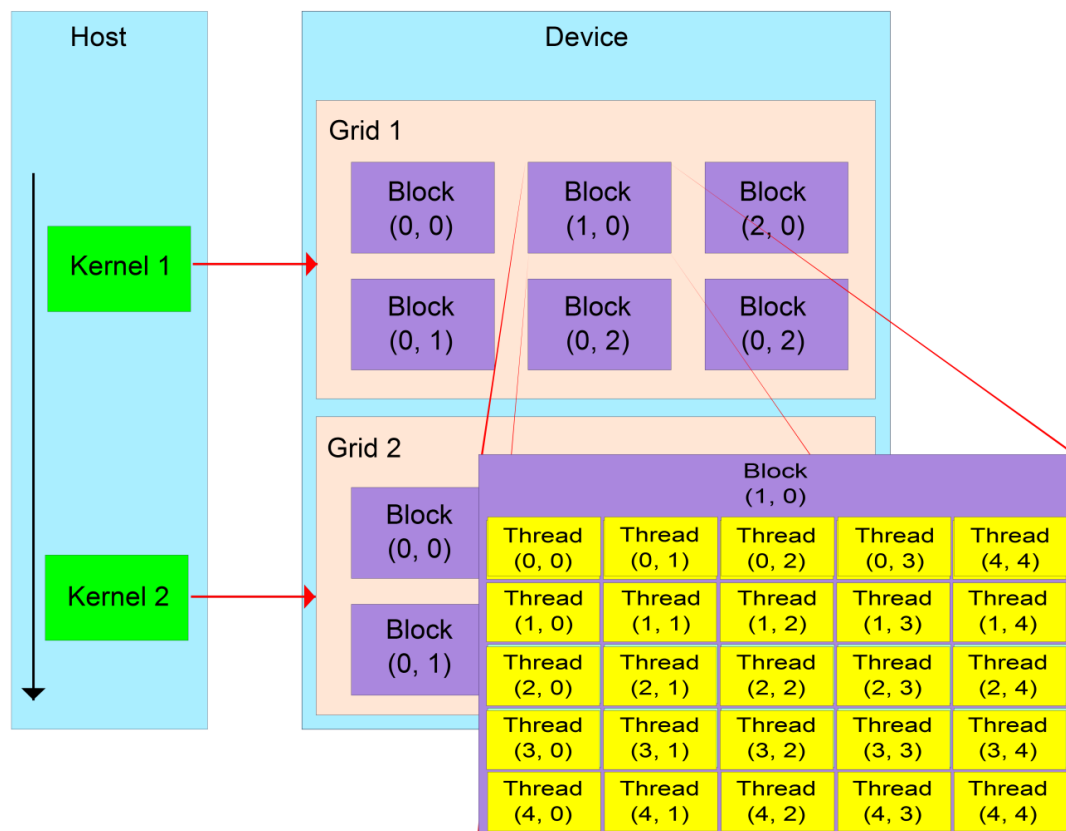 Host
Device
Grid 1
Block Block Block
(0, 0) (1, 0) (2, 0)
Kernel 1
Block Block Block
(0, 1) (0, 2) (0, 2)
Grid 2
Block
(1, 0)
Block
(0, 0)
Kernel 2
Block
(0, 1)
Thread Thread Thread Thread Thread
(0, 0) (0, 1) (0, 2) (0, 3) (4, 4)
Thread Thread Thread Thread Thread
(1, 0) (1, 1) (1, 2) (1, 3) (1, 4)
Thread Thread Thread Thread Thread
(2, 0) (2, 1) (2, 2) (2, 3) (2, 4)
Thread Thread Thread Thread Thread
(3, 0) (3, 1) (3, 2) (3, 3) (3, 4)
Thread Thread Thread Thread Thread
(4, 0) (4, 1) (4, 2) (4, 3) (4, 4)